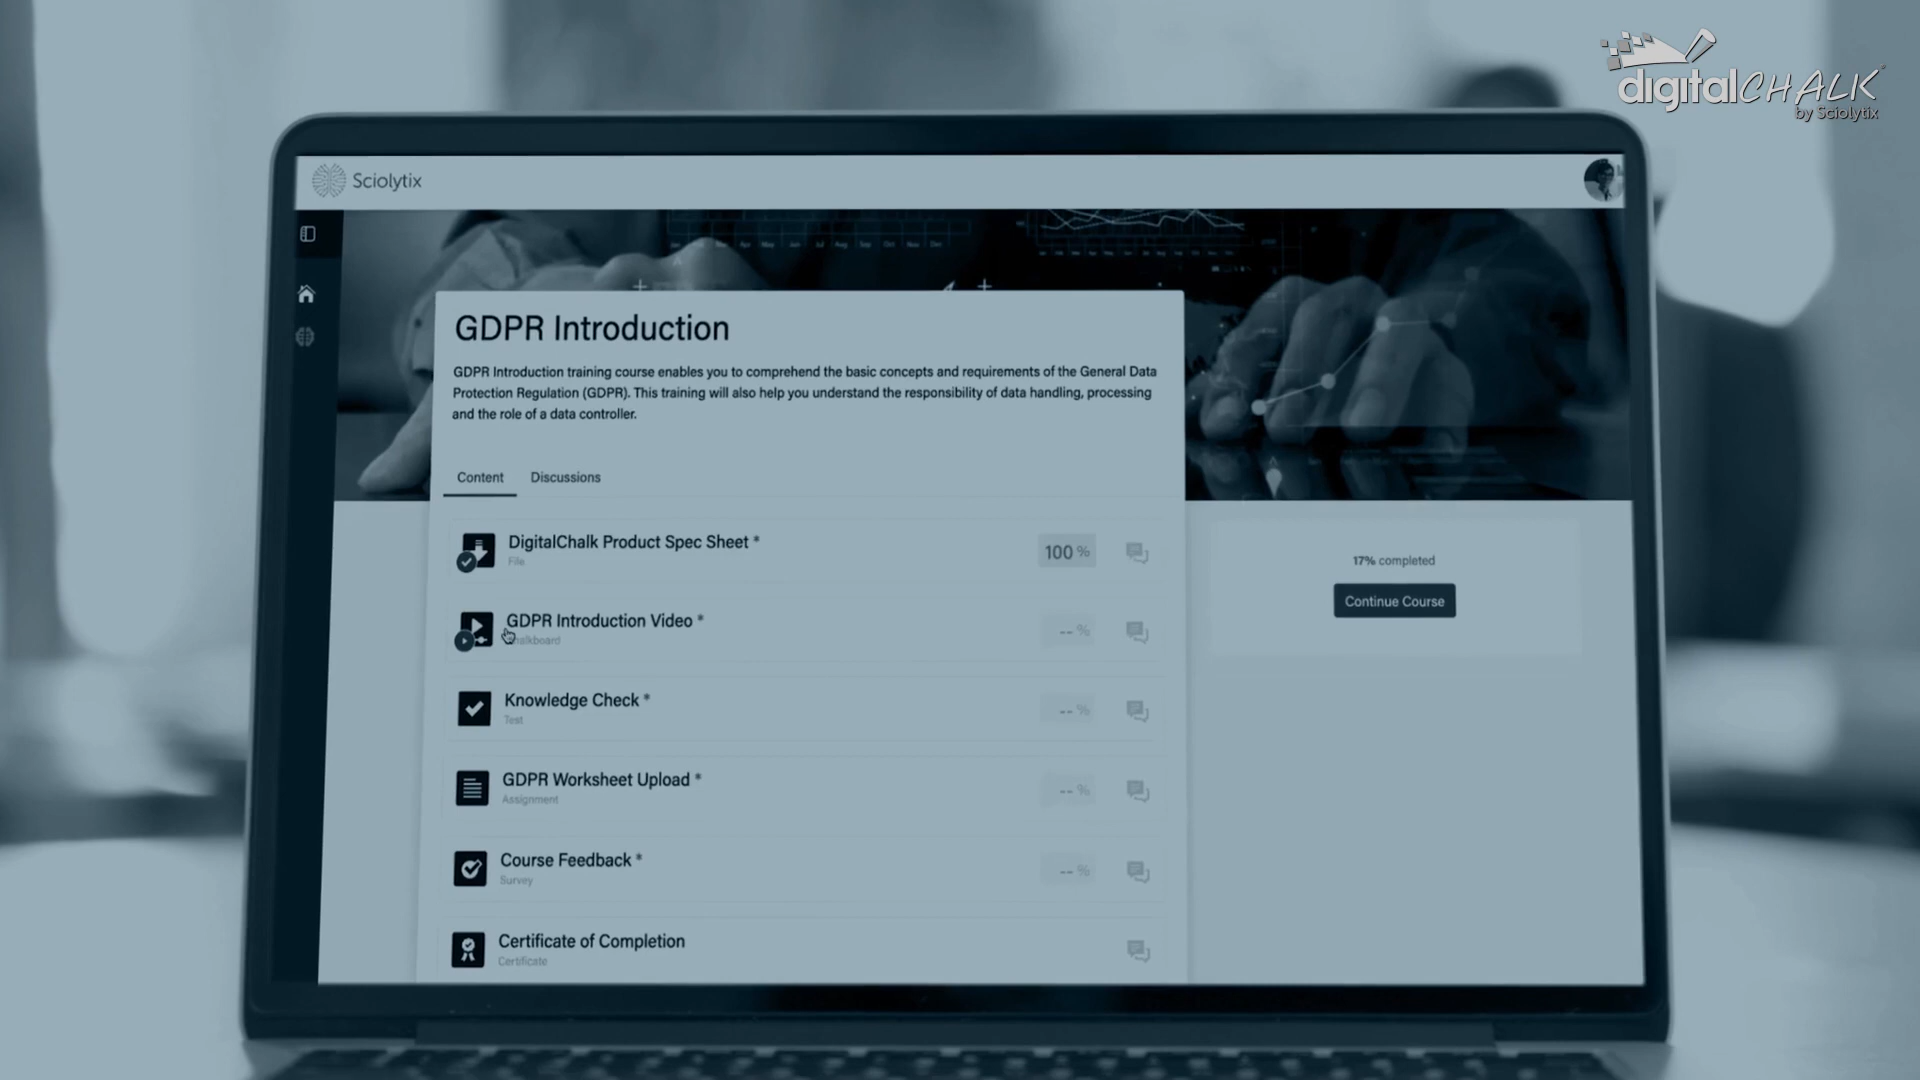 digitalCHALK
by Sciolytix
Sciolytix
GDPR Introduction
GDPR Introduction training course enables you to comprehend the basic concepts and requirements of the General Data
Protection Regulation (GDPR). This training will also help you understand the responsibility of data handling, processing
and the role of a data controller.
Content Discussions
DigitalChalk Product Spec Sheet *
File
100 %
GDPR Introduction Video *
-- %
Knowledge Check *
Test
-- %
GDPR Worksheet Upload *
Assignment
-- %
Course Feedback *
Survey
-- %
Certificate of Completion
Certificate
17% completed
Continue Course